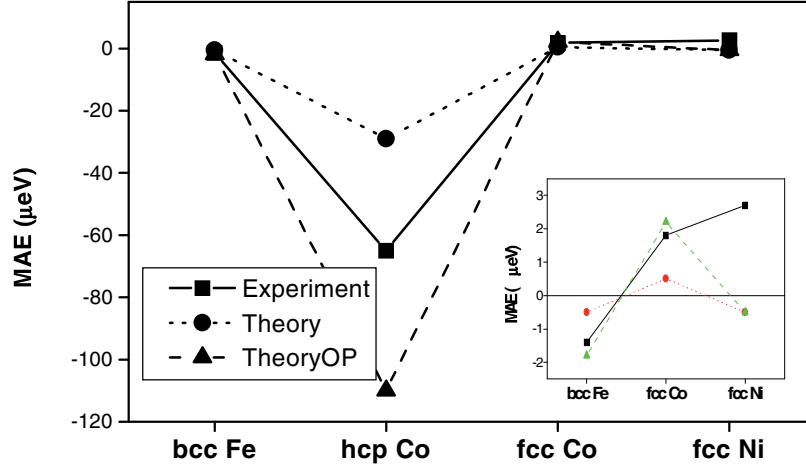 MAE (μeV)
0
-20
-40
-60
-80
-100
-120
bcc Fe
hcp Co
fcc Co
fcc Ni
Experiment
Theory
TheoryOP
MAE ( μeV)
3
2
1
0
-1
-2
bcc Fe
fcc Co
fcc Ni